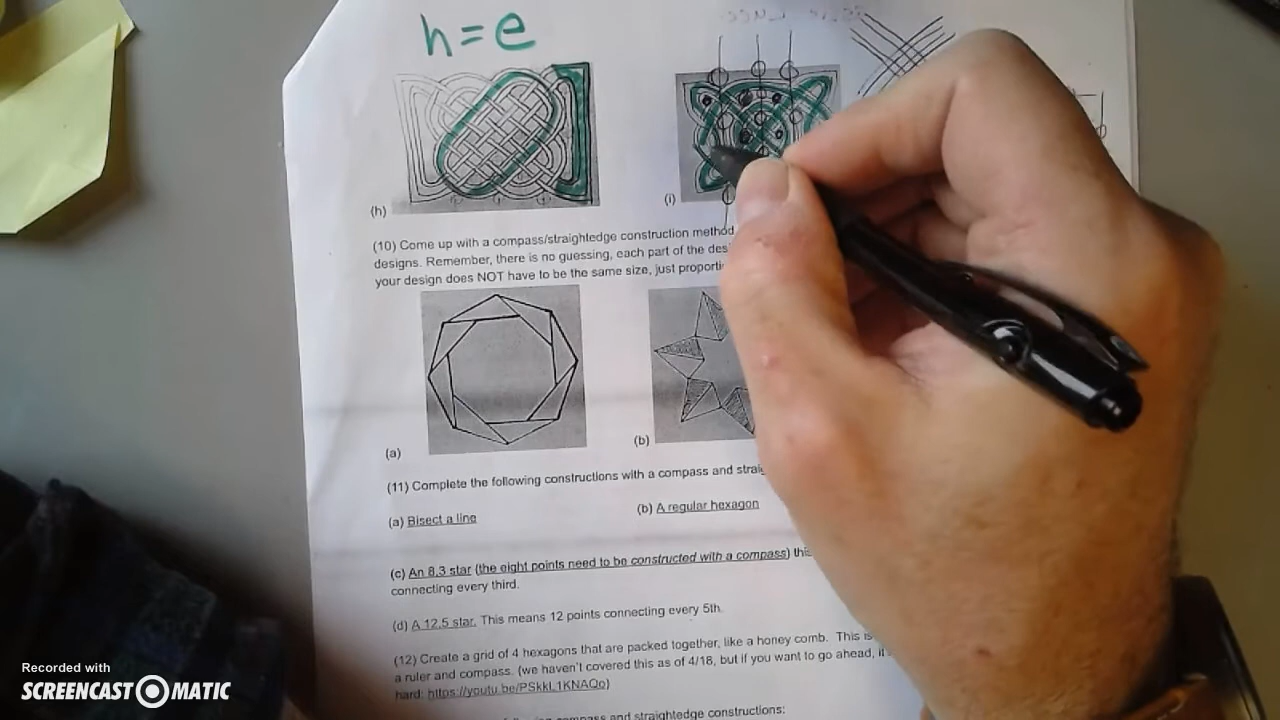 h=e
(h)
(i)
(10) Come up with a compass/straightedge construction method
designs. Remember, there is no guessing, each part of the des
your design does NOT have to be the same size, just proporti
(a)
(b)
(11) Complete the following constructions with a compass and straig
(a) Bisect a line
(b) A regular hexagon
(c) An 8,3 star (the eight points need to be constructed with a compass) thi
connecting every third.
(d) A 12,5 star. This means 12 points connecting every 5th.
(12) Create a grid of 4 hexagons that are packed together, like a honey comb. This is
a ruler and compass. (we haven't covered this as of 4/18, but if you want to go ahead, it
hard: https://youtu.be/PSkkL1KNAQo)
following compass and straightedge constructions:
Recorded with
SCREENCAST MATIC